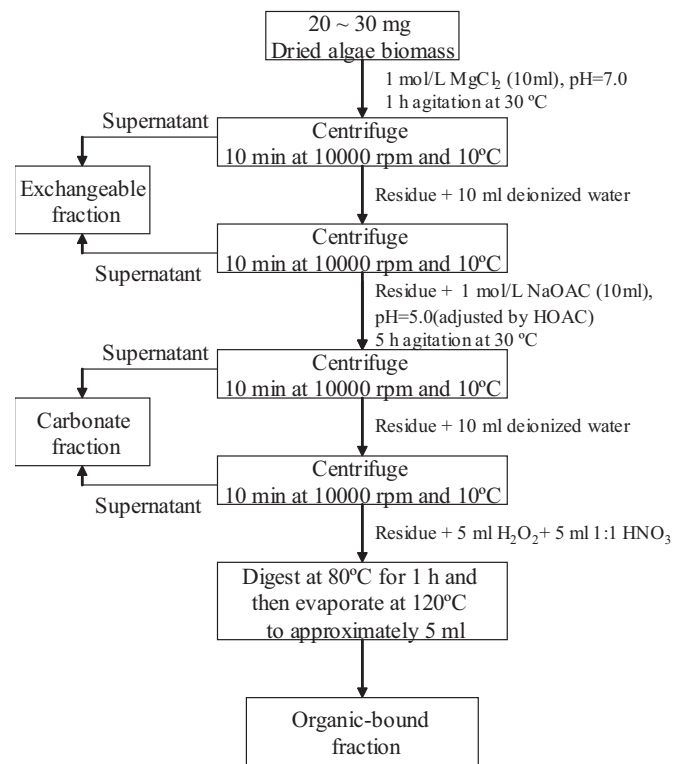 20 ~ 30 mg
Dried algae biomass
1 mol/L MgCl₂ (10ml), pH=7.0
1 h agitation at 30 ºC
Supernatant
Centrifuge
10 min at 10000 rpm and 10ºC
Exchangeable
fraction
Residue + 10 ml deionized water
Centrifuge
10 min at 10000 rpm and 10ºC
Supernatant
Residue + 1 mol/L NaOAC (10ml),
pH=5.0(adjusted by HOAC)
5 h agitation at 30 ºC
Supernatant
Centrifuge
10 min at 10000 rpm and 10ºC
Carbonate
fraction
Residue + 10 ml deionized water
Centrifuge
10 min at 10000 rpm and 10ºC
Supernatant
Residue + 5 ml H₂O₂+ 5 ml 1:1 HNO₃
Digest at 80ºC for 1 h and
then evaporate at 120ºC
to approximately 5 ml
Organic-bound
fraction